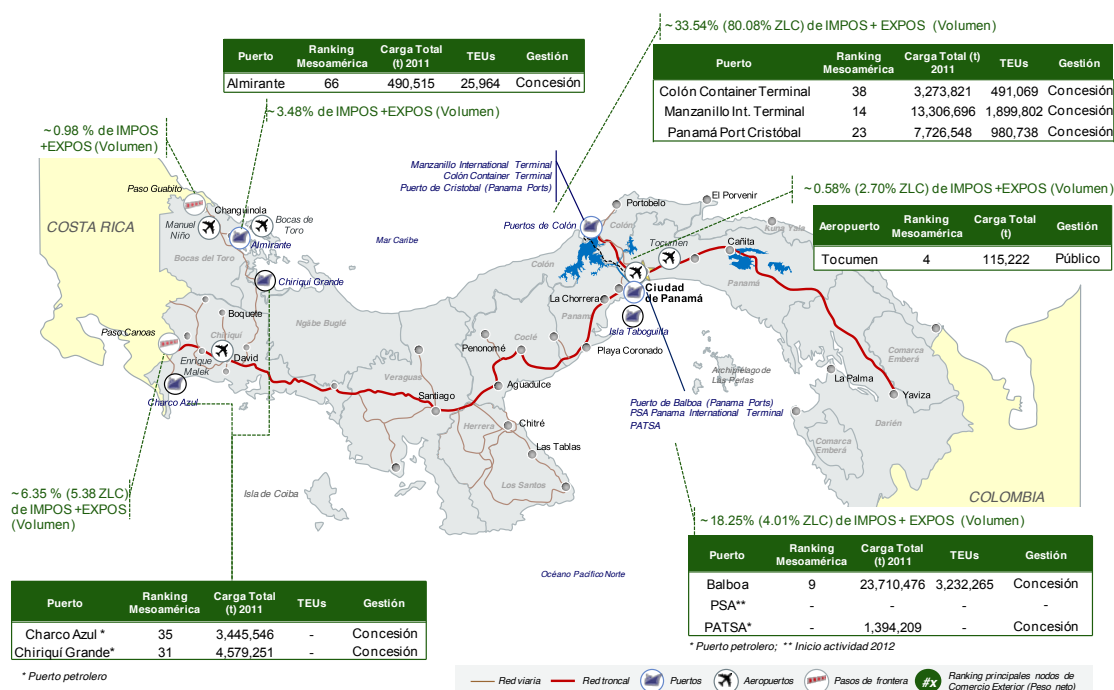 ~33.54% (80.08% ZLC) de IMPOS + EXPOS (Volumen)
Puerto Ranking Mesoamérica Carga Total (t) 2011 TEUs Gestión
Almirante 66 490,515 25,964 Concesión
~3.48% de IMPOS +EXPOS (Volumen)
Puerto Ranking Mesoamérica Carga Total (t) 2011 TEUs Gestión
Colón Container Terminal 38 3,273,821 491,069 Concesión
Manzanillo Int. Terminal 14 13,306,696 1,899,802 Concesión
Panamá Port Cristóbal 23 7,726,548 980,738 Concesión
~0.98 % de IMPOS
+EXPOS (Volumen)
Manzanillo International Terminal
Colón Container Terminal
Puerto de Cristobal (Panama Ports)
~0.58% (2.70% ZLC) de IMPOS +EXPOS (Volumen)
Aeropuerto Ranking Mesoamérica Carga Total (t) Gestión
Tocumen 4 115,222 Público
COSTA RICA
Paso Guabito
Changuinola
Manuel
Niño
Bocas de
Toro
Almirante
Bocas del Toro
Chiriquí Grande
Mar Caribe
Puertos de Colón
Portobelo
El Porvenir
Colón
Colón
Kuna Yala
Tocumen
Cañita
Panamá
Ciudad
de Panamá
La Chorrera
Panamá
Isla Taboguilla
Playa Coronado
Paso Canoas
Boquete
Chiriquí
Enrique
Malek
David
Charco Azul
Ngäbe Buglé
Penonomé
Coclé
Veraguas
Aguadulce
Santiago
Herrera
Chitré
Las Tablas
Los Santos
Isla de Coiba
Archipiélago de
Las Perlas
Comarca
Emberá
La Palma
Yaviza
Darién
Comarca
Emberá
COLOMBIA
Puerto de Balboa (Panama Ports)
PSA Panama International Terminal
PATSA
~6.35 % (5.38 ZLC)
de IMPOS +EXPOS
(Volumen)
~18.25% (4.01% ZLC) de IMPOS + EXPOS (Volumen)
Océano Pacífico Norte
Puerto Ranking Mesoamérica Carga Total (t) 2011 TEUs Gestión
Balboa 9 23,710,476 3,232,265 Concesión
PSA** - - - -
PATSA* - 1,394,209 - Concesión
* Puerto petrolero; ** Inicio actividad 2012
Puerto Ranking Mesoamérica Carga Total (t) 2011 TEUs Gestión
Charco Azul * 35 3,445,546 - Concesión
Chiriquí Grande* 31 4,579,251 - Concesión
* Puerto petrolero
Red viaria Red troncal Puertos Aeropuertos Pasos de frontera #x Ranking principales nodos de
Comercio Exterior (Peso neto)